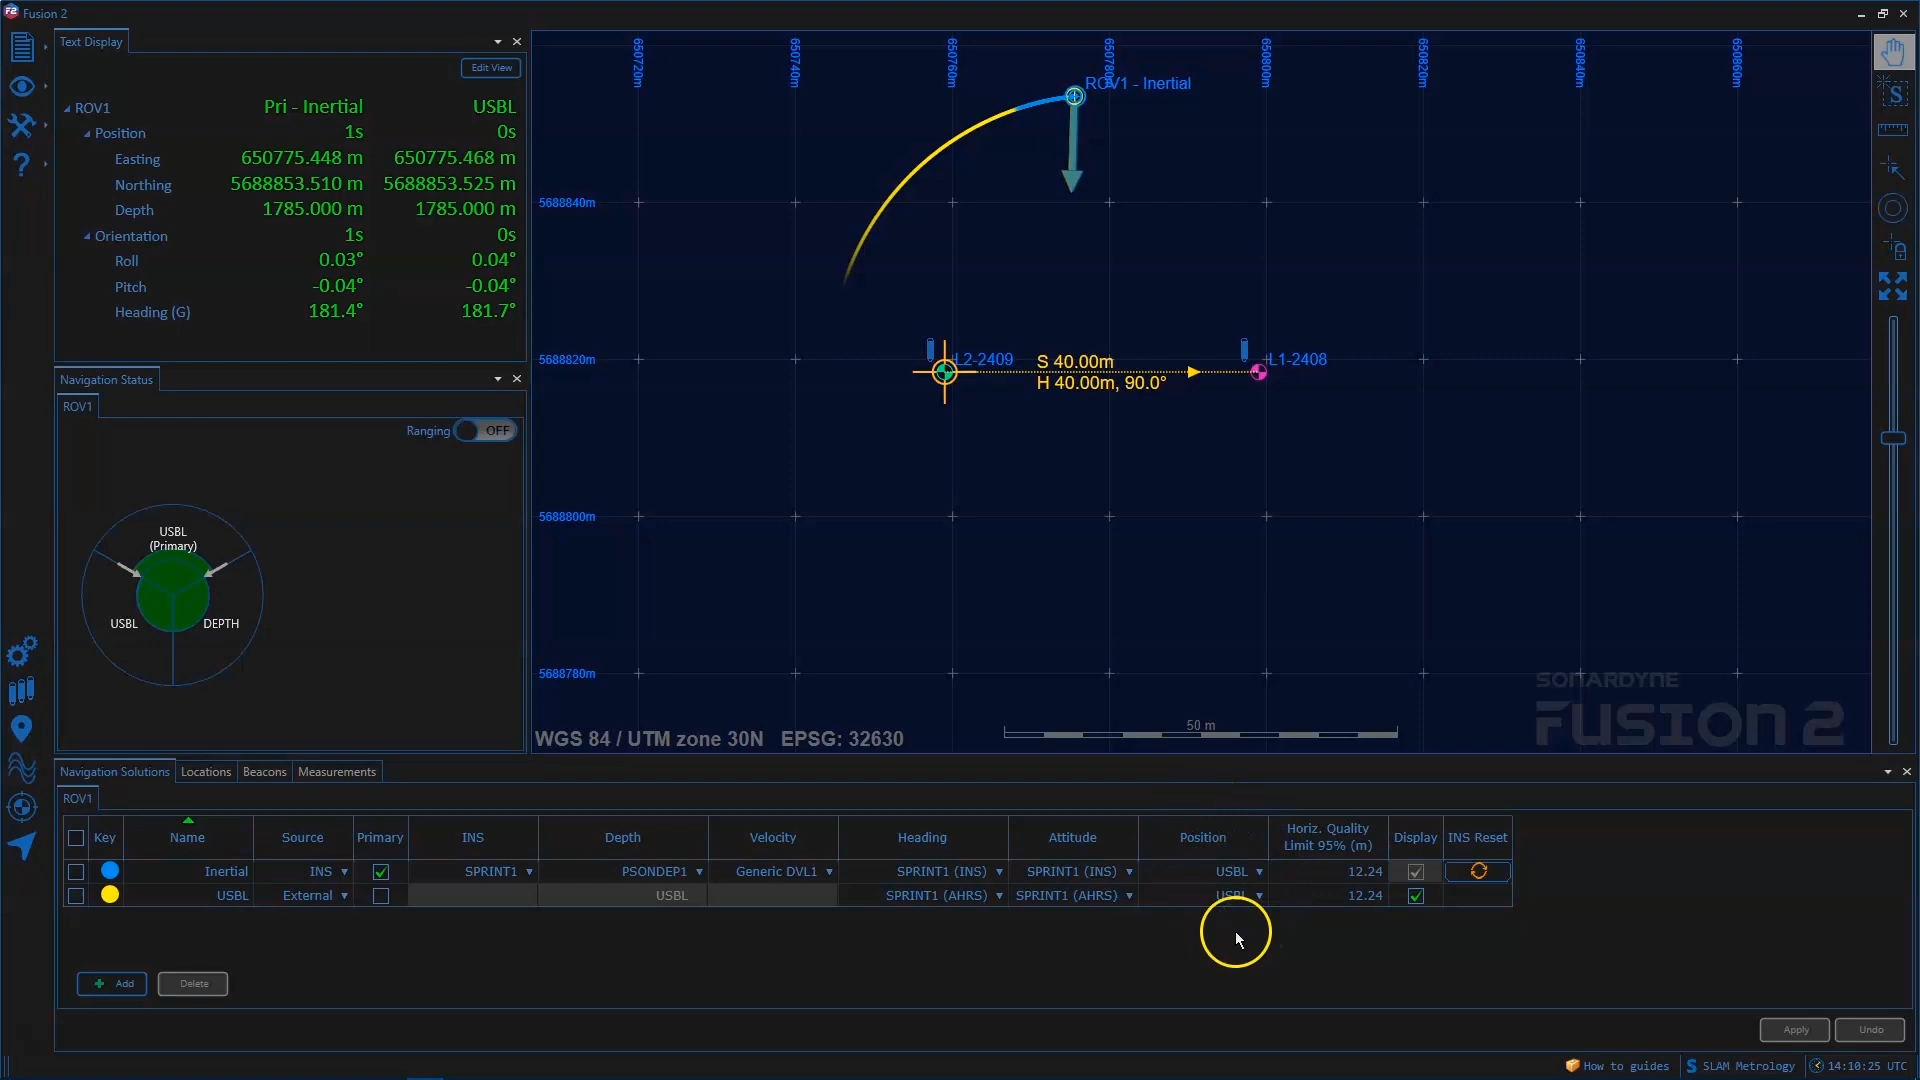 Fusion 2
Text Display
Edit View
ROV1 Pri - Inertial USBL
Position 1s 0s
Easting 650775.448 m 650775.468 m
Northing 5688853.510 m 5688853.525 m
Depth 1785.000 m 1785.000 m
Orientation 1s 0s
Roll 0.03° 0.04°
Pitch -0.04° -0.04°
Heading (G) 181.4° 181.7°
Navigation Status
ROV1
Ranging OFF
USBL
(Primary)
USBL DEPTH
650720m 650740m 650760m 650780m 650800m 650820m 650840m 650860m
ROV1 - Inertial
5688840m
5688820m
L2-2409
S 40.00m
H 40.00m, 90.0°
L1-2408
5688800m
5688780m
SONARDYNE
FUSION 2
50 m
WGS 84 / UTM zone 30N EPSG: 32630
S
Navigation Solutions Locations Beacons Measurements
ROV1
Key Name Source Primary INS Depth Velocity Heading Attitude Position Horiz. Quality Limit 95% (m) Display INS Reset
Inertial INS SPRINT1 PSONDEP1 Generic DVL1 SPRINT1 (INS) SPRINT1 (INS) USBL 12.24
USBL External USBL SPRINT1 (AHRS) SPRINT1 (AHRS) USBL 12.24
Add Delete
Apply Undo
How to guides SLAM Metrology 14:10:25 UTC